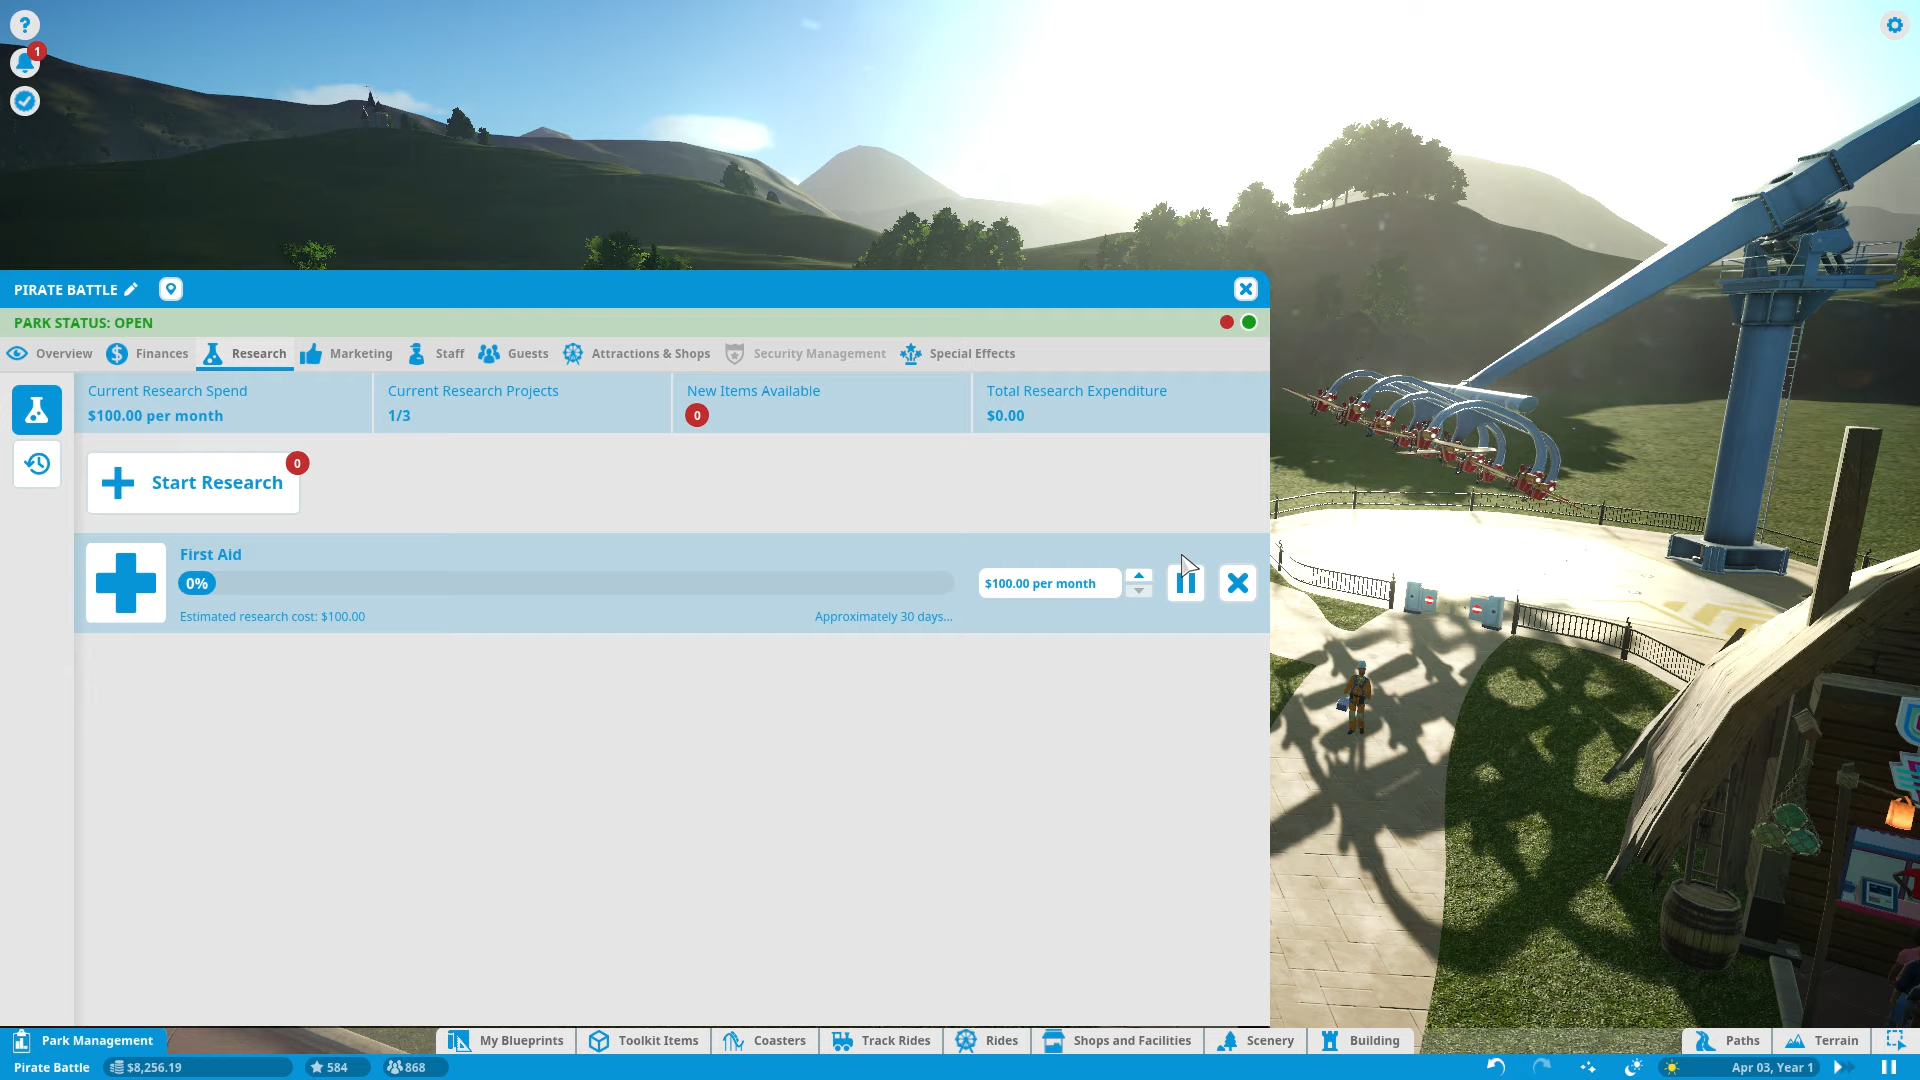 ?
1
PIRATE BATTLE
PARK STATUS: OPEN
Overview
Finances
Research
Marketing
Staff
Guests
Attractions & Shops
Security Management
Special Effects
Current Research Spend
$100.00 per month
Current Research Projects
1/3
New Items Available
0
Total Research Expenditure
$0.00
Start Research
0
First Aid
0%
$100.00 per month
Estimated research cost: $100.00
Approximately 30 days...
Park Management
My Blueprints
Toolkit Items
Coasters
Track Rides
Rides
Shops and Facilities
Scenery
Building
Paths
Terrain
Pirate Battle
$8,256.19
584
868
Apr 03, Year 1